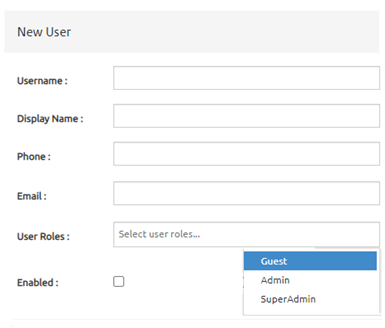 New User
Username :
Display Name :
Phone :
Email :
User Roles : Select user roles...
Guest
Admin
SuperAdmin
Enabled :